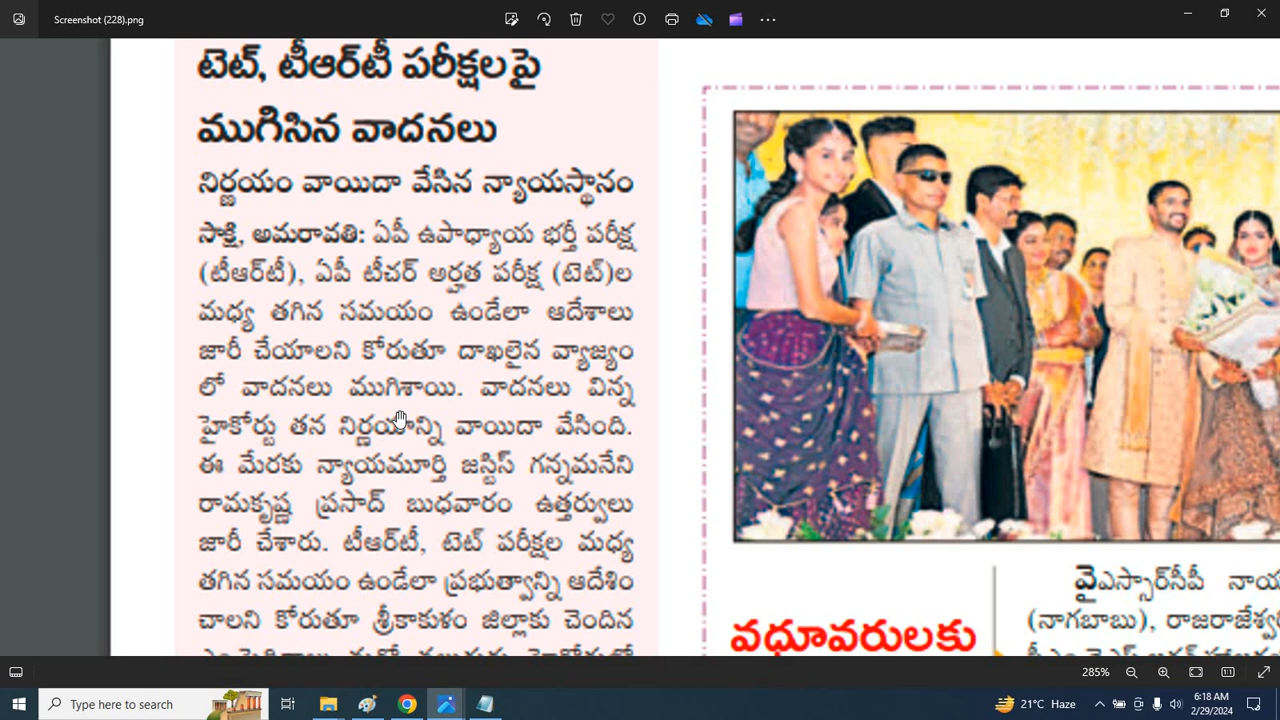 Screenshot (228).png
టెట్, టీఆర్‌టీ పరీక్షలపై
ముగిసిన వాదనలు
నిర్ణయం వాయిదా వేసిన న్యాయస్థానం
సాక్షి, అమరావతి: ఏపీ ఉపాధ్యాయ భర్తీ పరీక్ష
(టీఆర్‌టీ), ఏపీ టీచర్ అర్హత పరీక్ష (టెట్)ల
మధ్య తగిన సమయం ఉండేలా ఆదేశాలు
జారీ చేయాలని కోరుతూ దాఖలైన వ్యాజ్యం
లో వాదనలు ముగిశాయి. వాదనలు విన్న
హైకోర్టు తన నిర్ణయాన్ని వాయిదా వేసింది.
ఈ మేరకు న్యాయమూర్తి జస్టిస్ గన్నమనేని
రామకృష్ణ ప్రసాద్ బుధవారం ఉత్తర్వులు
జారీ చేశారు. టీఆర్‌టీ, టెట్ పరీక్షల మధ్య
తగిన సమయం ఉండేలా ప్రభుత్వాన్ని ఆదేశిం
చాలని కోరుతూ శ్రీకాకుళం జిల్లాకు చెందిన
వధూవరులకు
వైఎస్సార్‌సీపీ నాయ
(నాగబాబు), రాజరాజేశ్వ
285%
Type here to search
21°C Haze
6:18 AM
2/29/2024